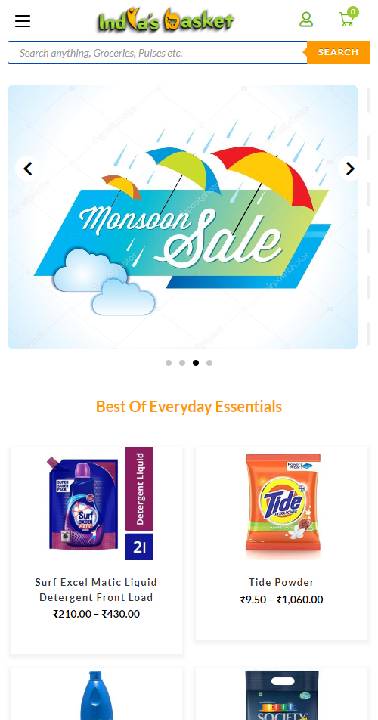 India's Basket
0
Search anything, Groceries, Pulses etc.
SEARCH
Monsoon
Sale
Best Of Everyday Essentials
Surf
Detergent Liquid
2l
Tide
Surf Excel Matic Liquid
Detergent Front Load
₹210.00 – ₹430.00
Tide Powder
₹9.50 – ₹1,060.00
SOCIETY